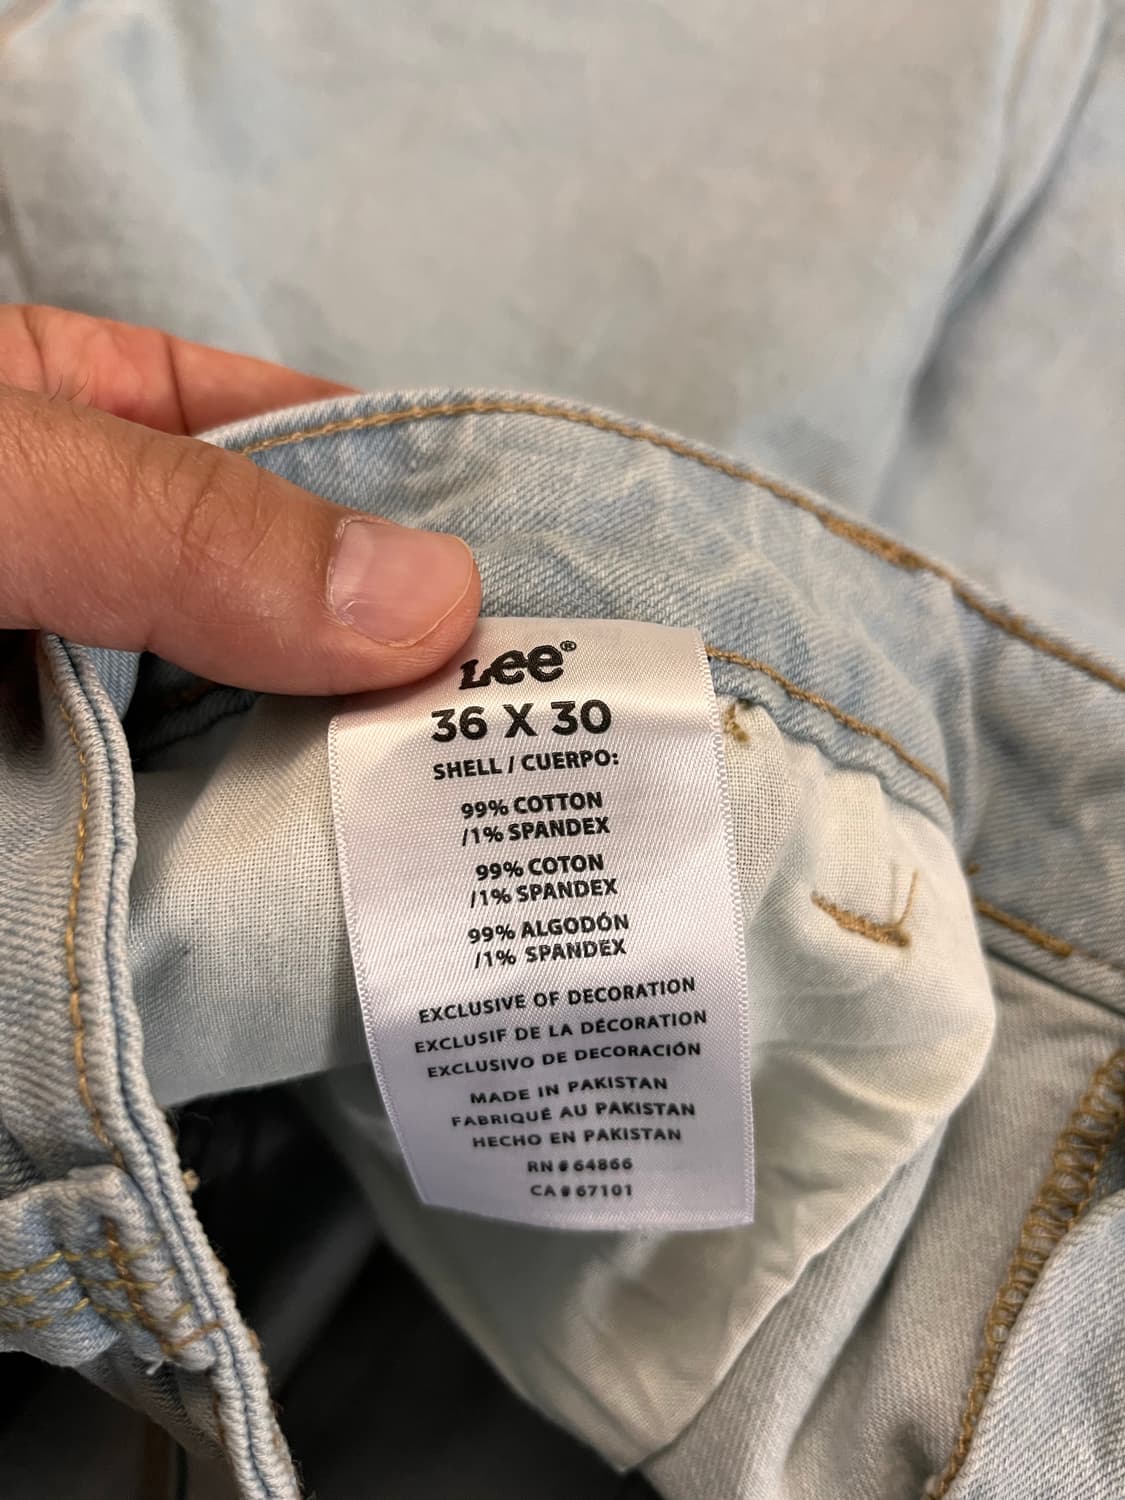 Lee®
36 X 30
SHELL / CUERPO:
99% COTTON
/1% SPANDEX
99% COTON
/1% SPANDEX
99% ALGODÓN
/1% SPANDEX
EXCLUSIVE OF DECORATION
EXCLUSIF DE LA DÉCORATION
EXCLUSIVO DE DECORACIÓN
MADE IN PAKISTAN
FABRIQUÉ AU PAKISTAN
HECHO EN PAKISTAN
RN # 64866
CA # 67101